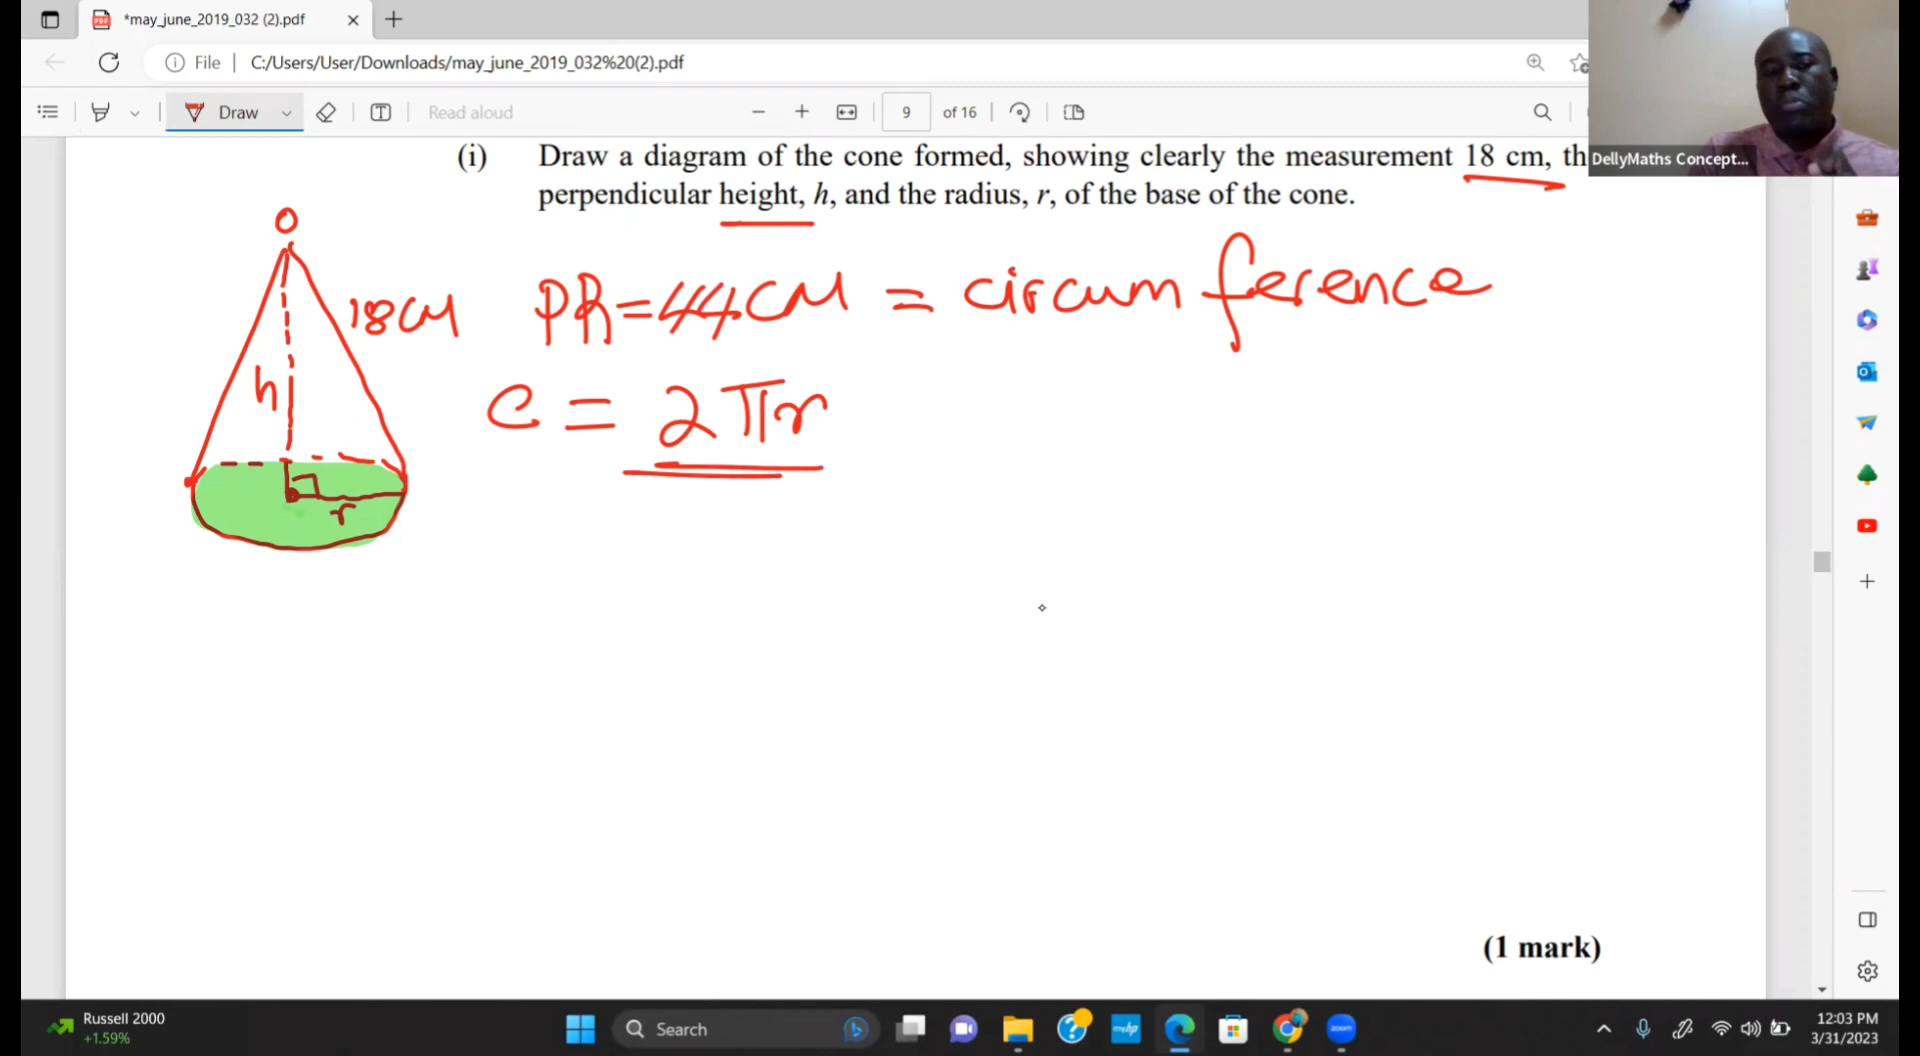 *may_june_2019_032 (2).pdf
File
C:/Users/User/Downloads/may_june_2019_032%20(2).pdf
Draw
Read aloud
9 of 16
DellyMaths Concept...
(i) Draw a diagram of the cone formed, showing clearly the measurement 18 cm, th
perpendicular height, h, and the radius, r, of the base of the cone.
O
18CM
PR=44CM = circumference
h
C = 2πr
r
(1 mark)
Russell 2000
+1.59%
Search
myhp
zoom
12:03 PM
3/31/2023